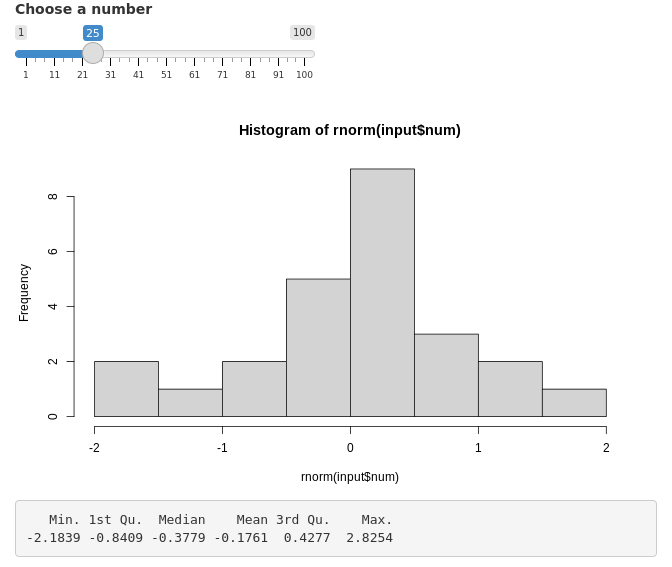 Choose a number
1 25 100
1 11 21 31 41 51 61 71 81 91 100
Histogram of rnorm(input$num)
Frequency
8
6
4
2
0
-2 -1 0 1 2
rnorm(input$num)
Min. 1st Qu. Median Mean 3rd Qu. Max.
-2.1839 -0.8409 -0.3779 -0.1761 0.4277 2.8254